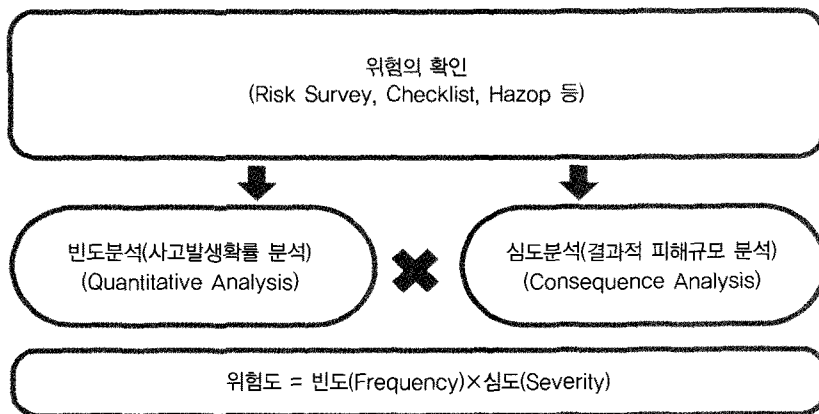 위험의 확인
(Risk Survey, Checklist, Hazop 등)
빈도분석(사고발생확률 분석)
(Quantitative Analysis)
심도분석(결과적 피해규모 분석)
(Consequence Analysis)
위험도 = 빈도(Frequency)×심도(Severity)